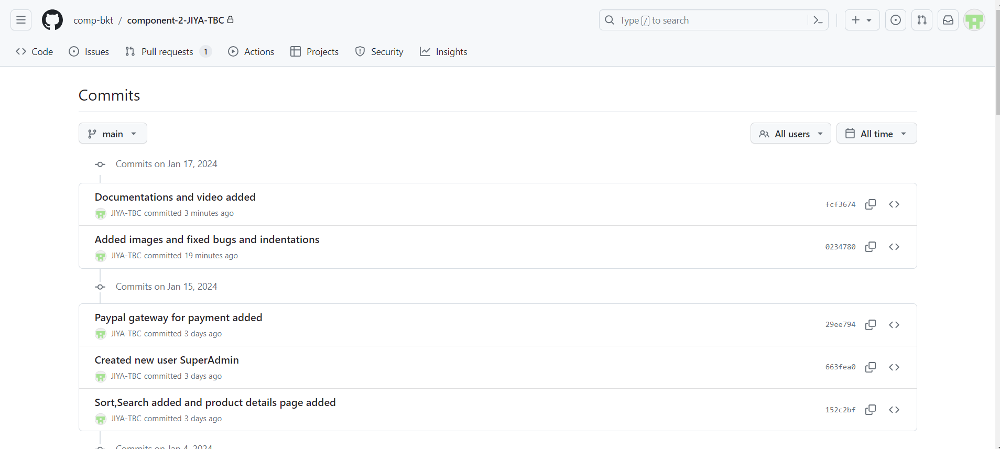 comp-bkt / component-2-JIYA-TBC
Type / to search
Code Issues Pull requests 1 Actions Projects Security Insights
Commits
main
All users All time
Commits on Jan 17, 2024
Documentations and video added
JIYA-TBC committed 3 minutes ago
fcf3674
Added images and fixed bugs and indentations
JIYA-TBC committed 19 minutes ago
0234780
Commits on Jan 15, 2024
Paypal gateway for payment added
JIYA-TBC committed 3 days ago
29ee794
Created new user SuperAdmin
JIYA-TBC committed 3 days ago
663fea0
Sort,Search added and product details page added
JIYA-TBC committed 3 days ago
152c2bf
Commits on Jan 4, 2024